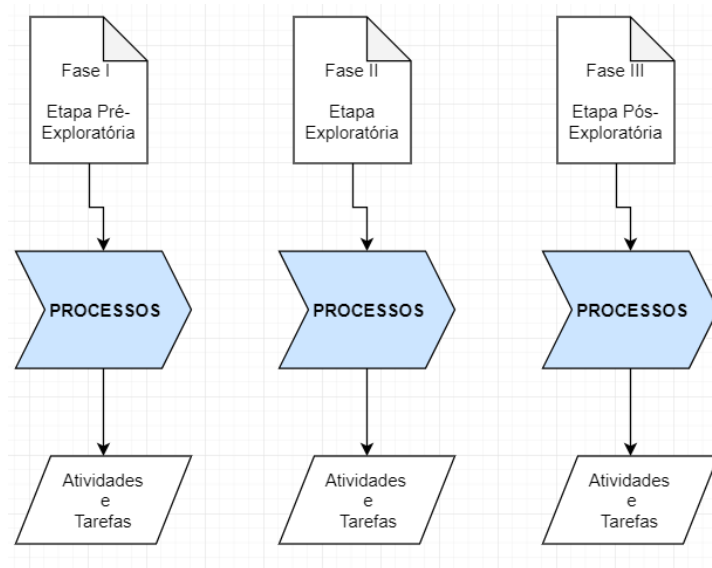 Fase I
Etapa Pré-
Exploratória
Fase II
Etapa
Exploratória
Fase III
Etapa Pós-
Exploratória
PROCESSOS
PROCESSOS
PROCESSOS
Atividades
e
Tarefas
Atividades
e
Tarefas
Atividades
e
Tarefas